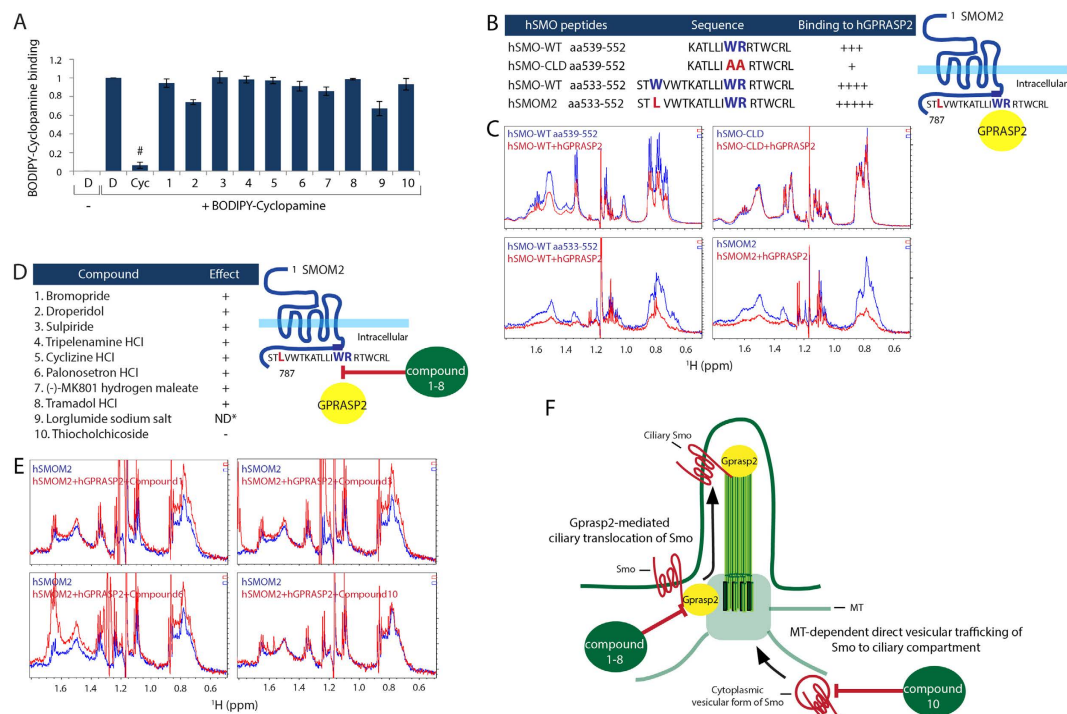 A
BODIPY-Cyclopamine binding
1.2
1
0.8
0.6
0.4
0.2
0
#
D D Cyc 1 2 3 4 5 6 7 8 9 10
- + BODIPY-Cyclopamine
B
hSMO peptides Sequence Binding to hGPRASP2
hSMO-WT aa539-552 KATLLIWRRTWCRL +++
hSMO-CLD aa539-552 KATLLI AA RTWCRL +
hSMO-WT aa533-552 STWVWTKATLLIWRRTWCRL ++++
hSMOM2 aa533-552 ST L VWTKATLLIWRRTWCRL +++++
1 SMOM2
Intracellular
STLVWTKATLLIWR RTWCRL
787
GPRASP2
C
hSMO-WT aa539-552
hSMO-WT+hGPRASP2
hSMO-CLD
hSMO-CLD+hGPRASP2
hSMO-WT aa533-552
hSMO-WT+hGPRASP2
hSMOM2
hSMOM2+hGPRASP2
1.6 1.4 1.2 1.0 0.8 0.6
1.6 1.4 1.2 1.0 0.8 0.6
¹H (ppm)
D
Compound Effect
1. Bromopride +
2. Droperidol +
3. Sulpiride +
4. Tripelenamine HCl +
5. Cyclizine HCl +
6. Palonosetron HCl +
7. (-)-MK801 hydrogen maleate +
8. Tramadol HCl +
9. Lorglumide sodium salt ND*
10. Thiocholchicoside -
1 SMOM2
Intracellular
STLVWTKATLLIWR RTWCRL
787
GPRASP2
compound
1-8
E
hSMOM2
hSMOM2+hGPRASP2+Compound1
hSMOM2
hSMOM2+hGPRASP2+Compound3
hSMOM2
hSMOM2+hGPRASP2+Compound6
hSMOM2
hSMOM2+hGPRASP2+Compound10
1.6 1.4 1.2 1.0 0.8 0.6
1.6 1.4 1.2 1.0 0.8 0.6
¹H (ppm)
F
Ciliary Smo
Gprasp2
Gprasp2-mediated
ciliary translocation of Smo
Smo
Gprasp2
compound
1-8
MT
MT-dependent direct vesicular trafficking of
Smo to ciliary compartment
Cytoplasmic
vesicular form of Smo
compound
10